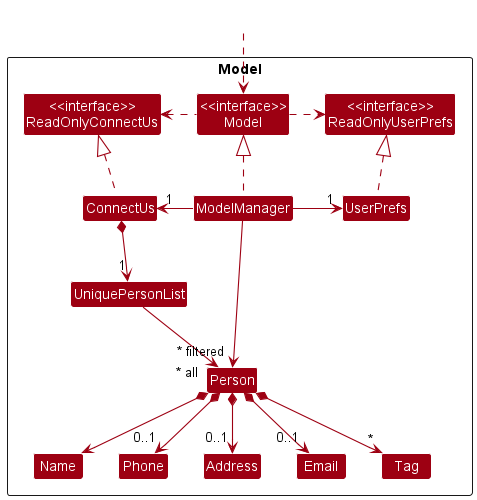 Model
<<interface>>
ReadOnlyConnectUs
<<interface>>
Model
<<interface>>
ReadOnlyUserPrefs
ConnectUs
1
ModelManager
1
UserPrefs
1
UniquePersonList
* filtered
* all
Person
0..1
0..1
0..1
*
Name
Phone
Address
Email
Tag